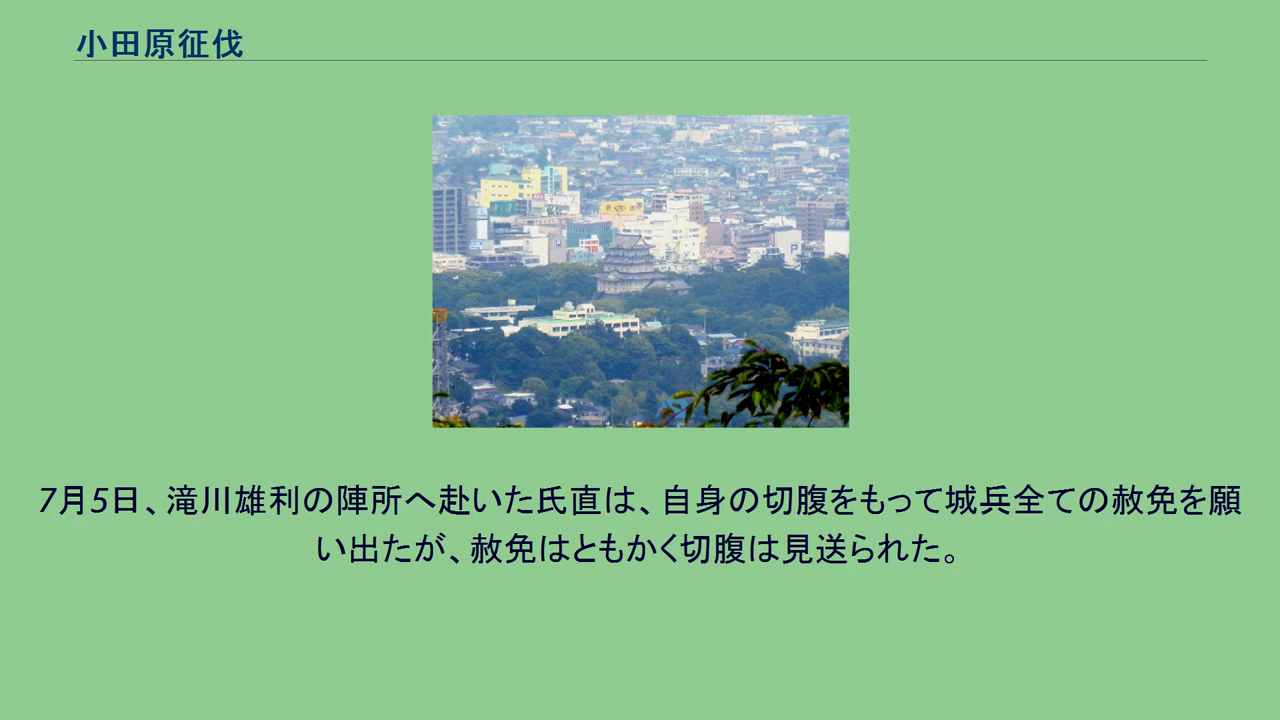 小田原征伐
7月5日、滝川雄利の陣所へ赴いた氏直は、自身の切腹をもって城兵全ての赦免を願
い出たが、赦免はともかく切腹は見送られた。